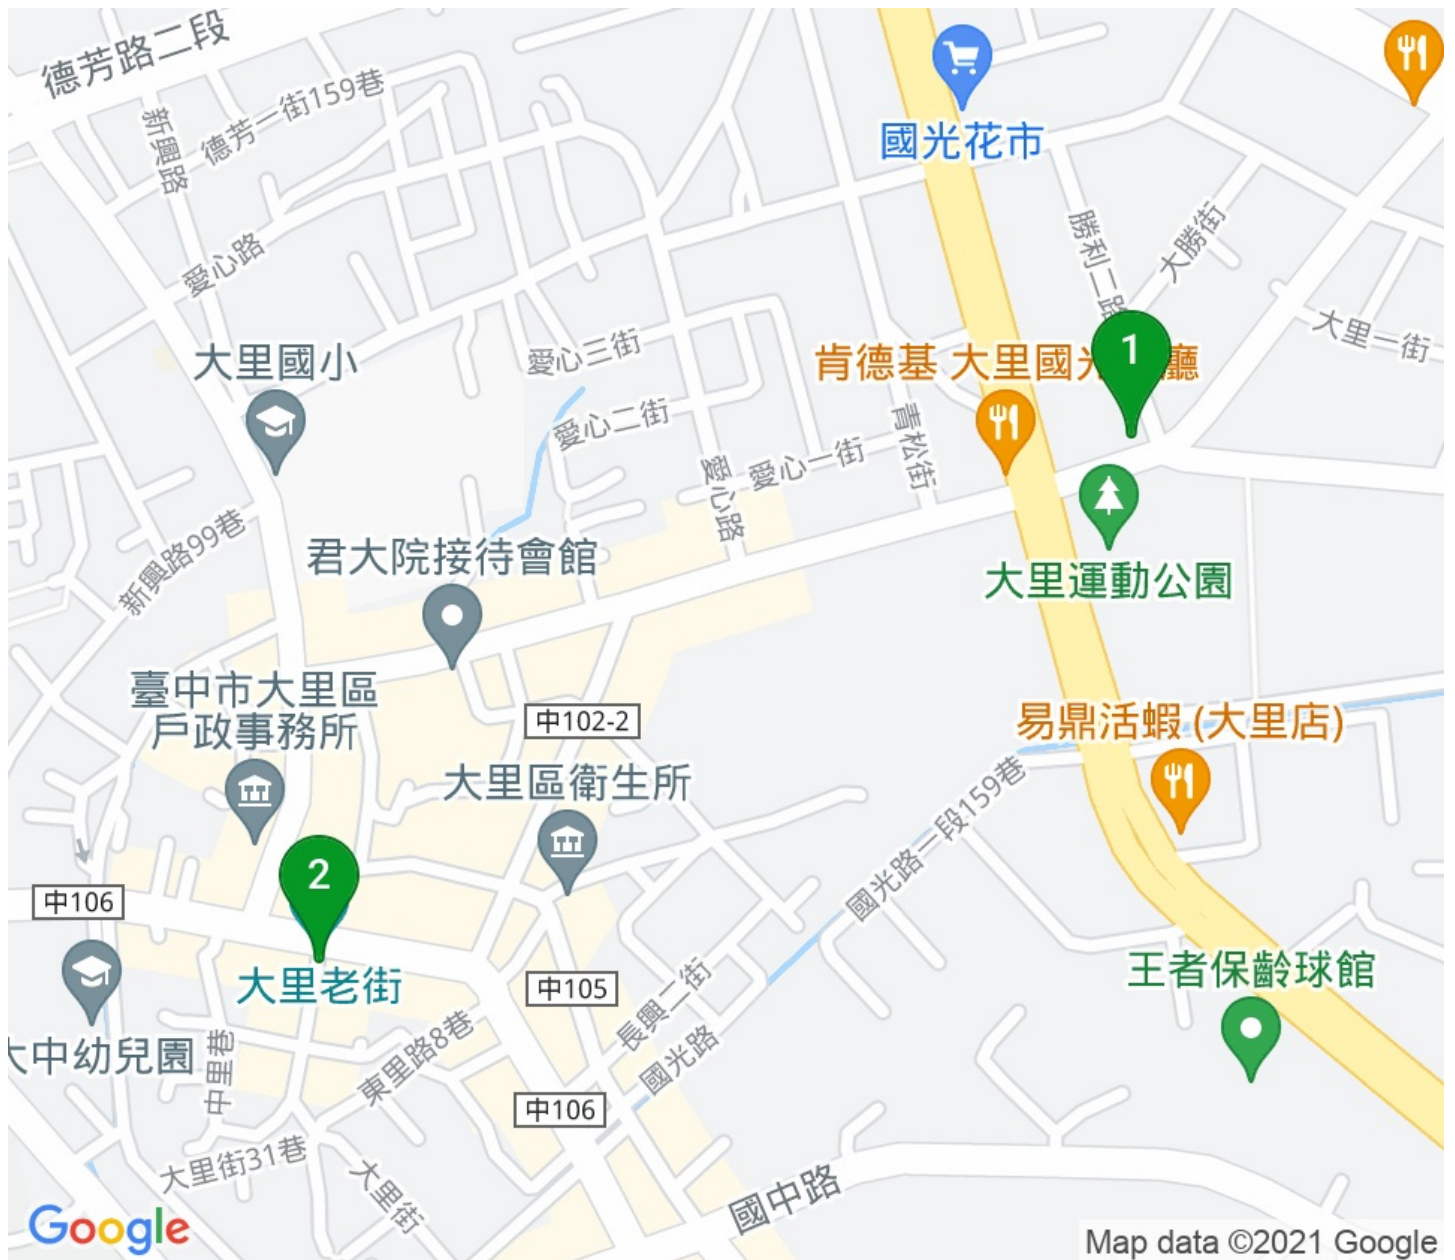 德芳路二段
德芳一街159巷
新興路
國光花市
愛心路
勝利二路
大勝街
大里一街
大里國小
愛心三街
肯德基 大里國光
廳
1
愛心二街
青松街
愛心一街
愛心路
新興路99巷
君大院接待會館
大里運動公園
臺中市大里區
戶政事務所
中102-2
易鼎活蝦 (大里店)
大里區衛生所
國光路一段159巷
2
中106
大里老街
中105
王者保齡球館
長興二街
國光路
大中幼兒園
中里巷
東里路8巷
中106
大里街31巷
大里街
國中路
Google
Map data ©2021 Google